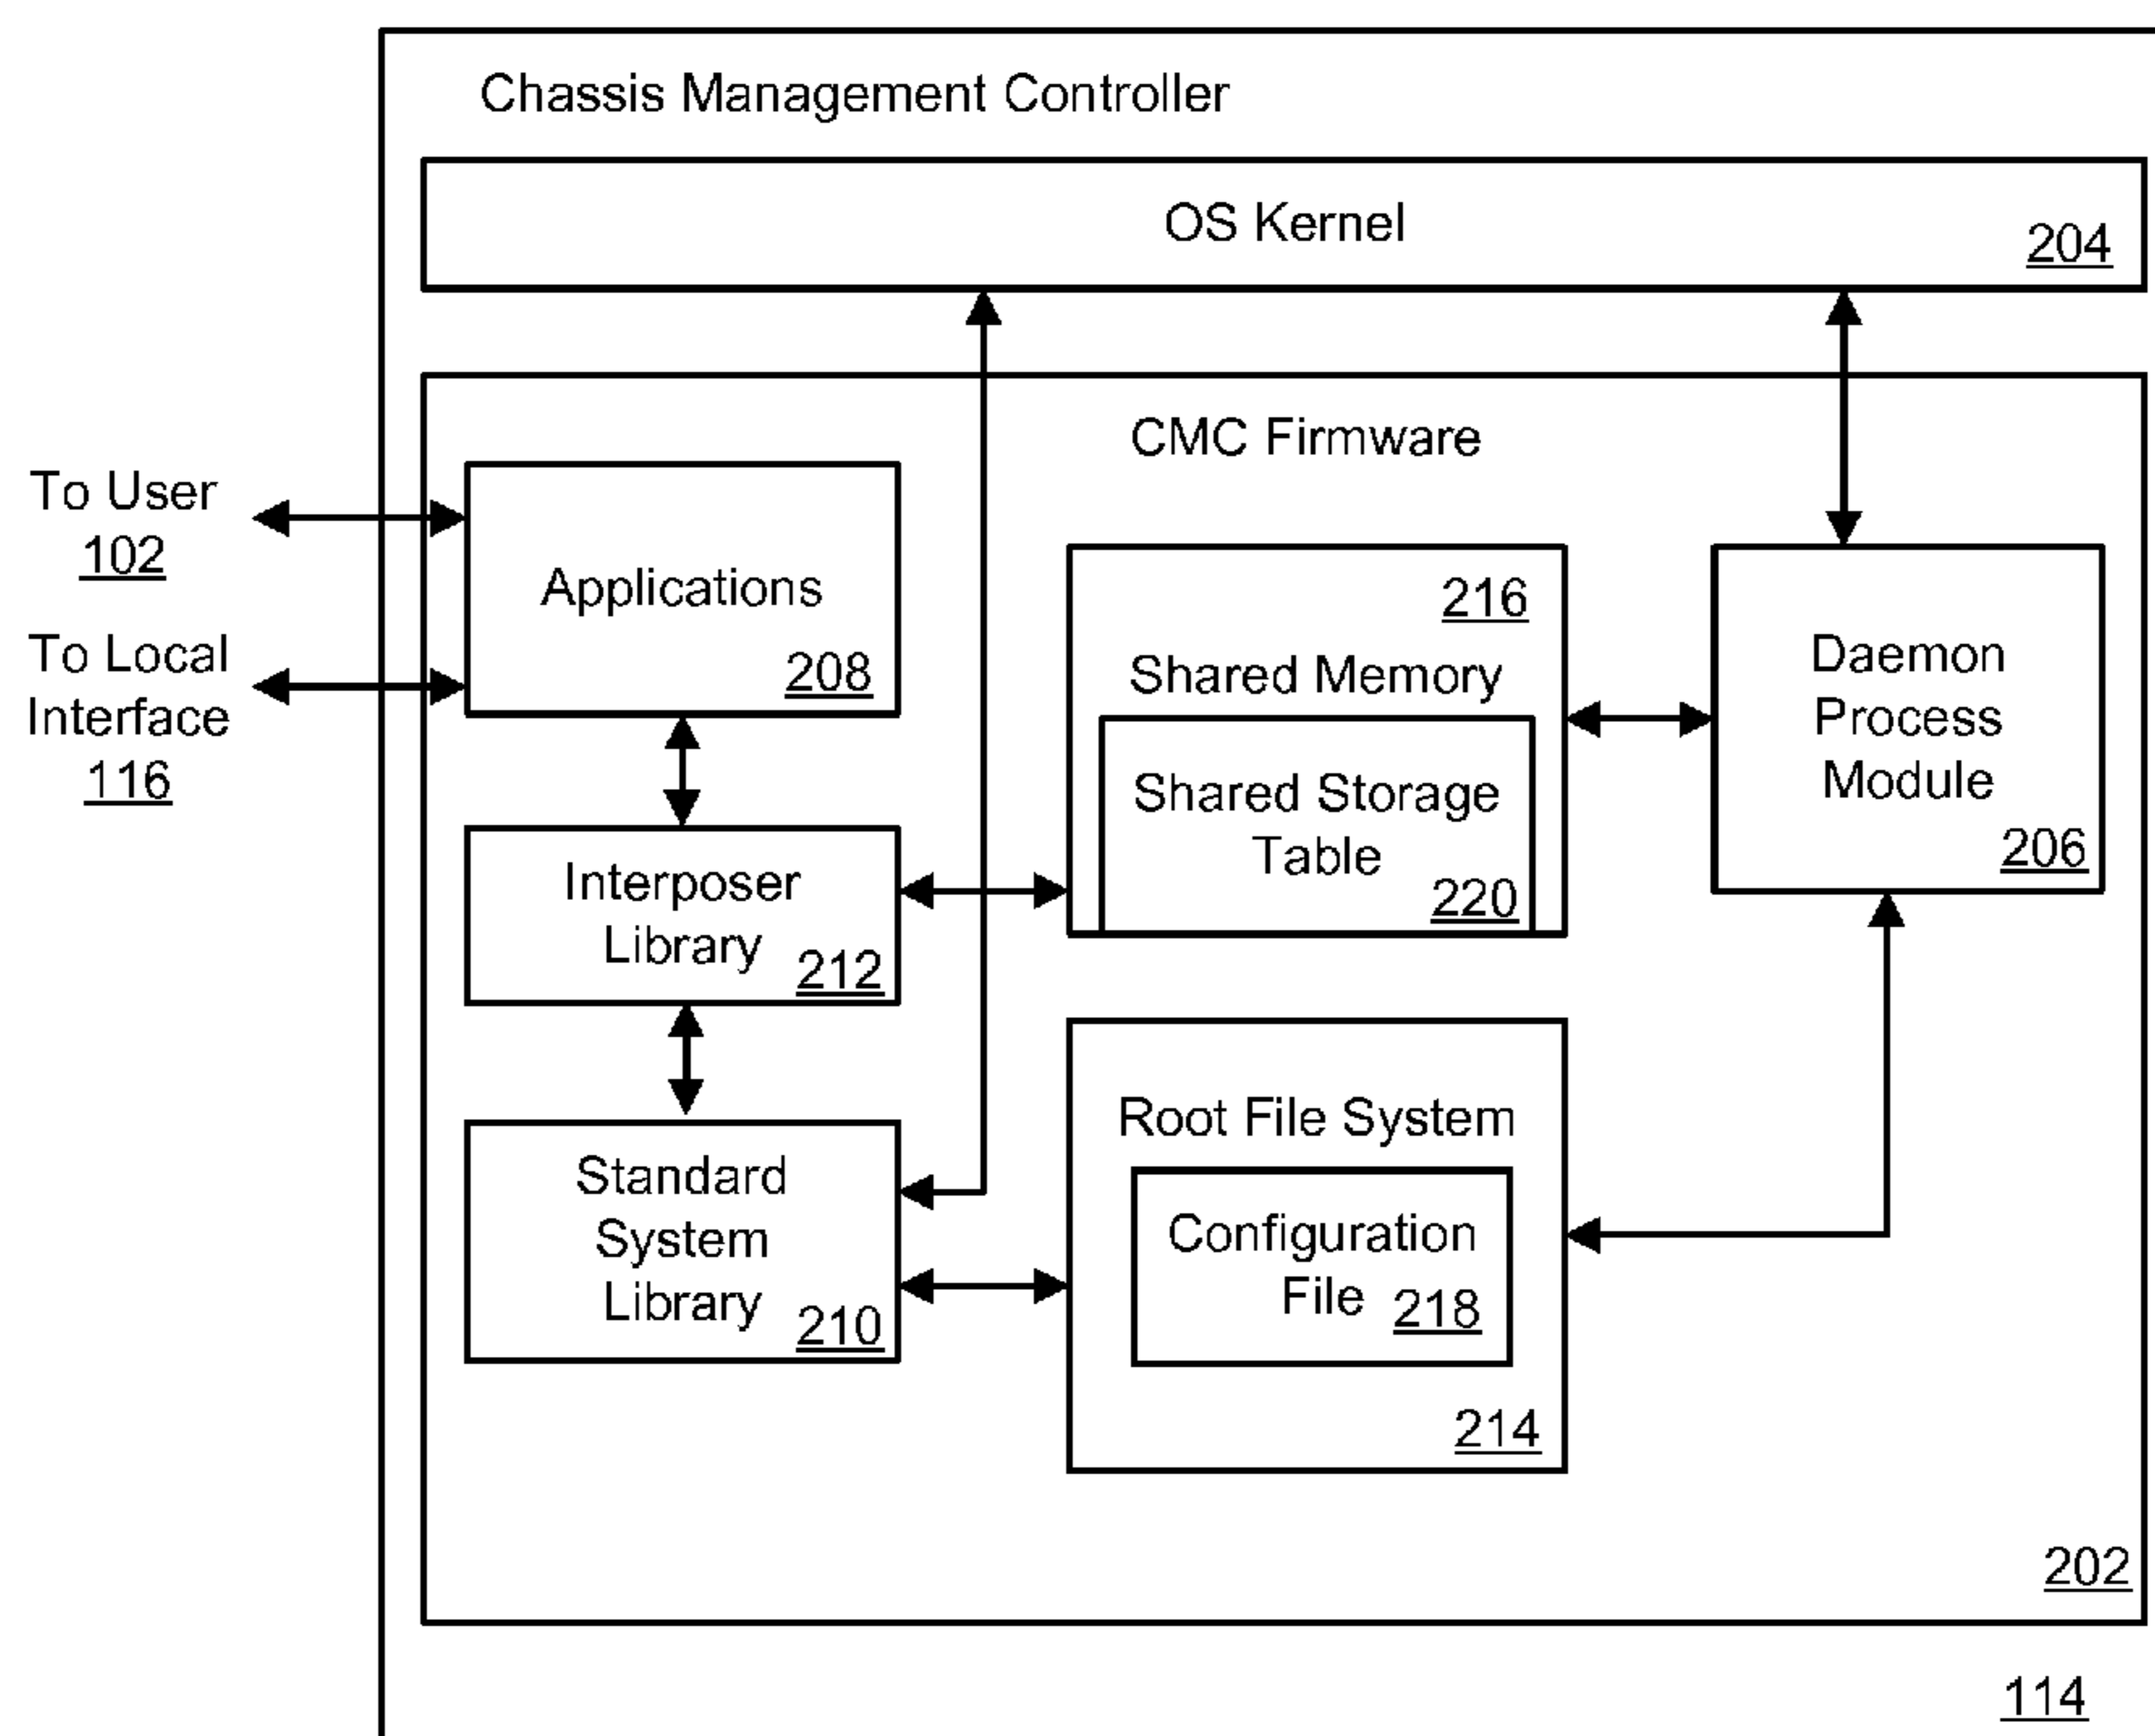 Chassis Management Controller
OS Kernel
204
CMC Firmware
To User
102
To Local
Interface
116
Applications
208
216
Shared Memory
Shared Storage
Table
220
Daemon
Process
Module
206
Interposer
Library
212
Standard
System
Library
210
Root File System
Configuration
File 218
214
202
114